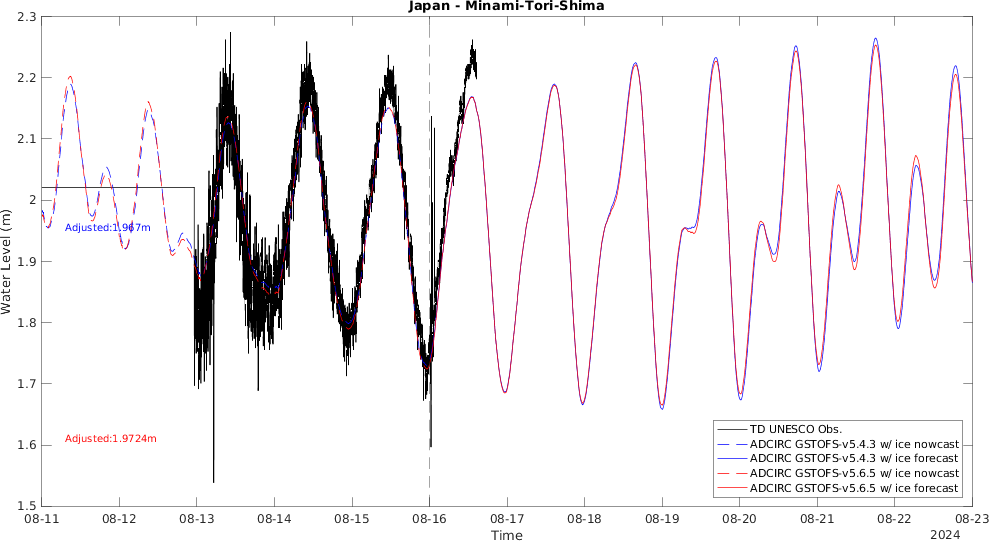 Japan - Minami-Tori-Shima
2.3
2.2
2.1
2
1.9
1.8
1.7
1.6
1.5
Water Level (m)
Adjusted:1.967m
Adjusted:1.9724m
TD UNESCO Obs.
ADCIRC GSTOFS-v5.4.3 w/ ice nowcast
ADCIRC GSTOFS-v5.4.3 w/ ice forecast
ADCIRC GSTOFS-v5.6.5 w/ ice nowcast
ADCIRC GSTOFS-v5.6.5 w/ ice forecast
08-11 08-12 08-13 08-14 08-15 08-16 08-17 08-18 08-19 08-20 08-21 08-22 08-23
Time
2024